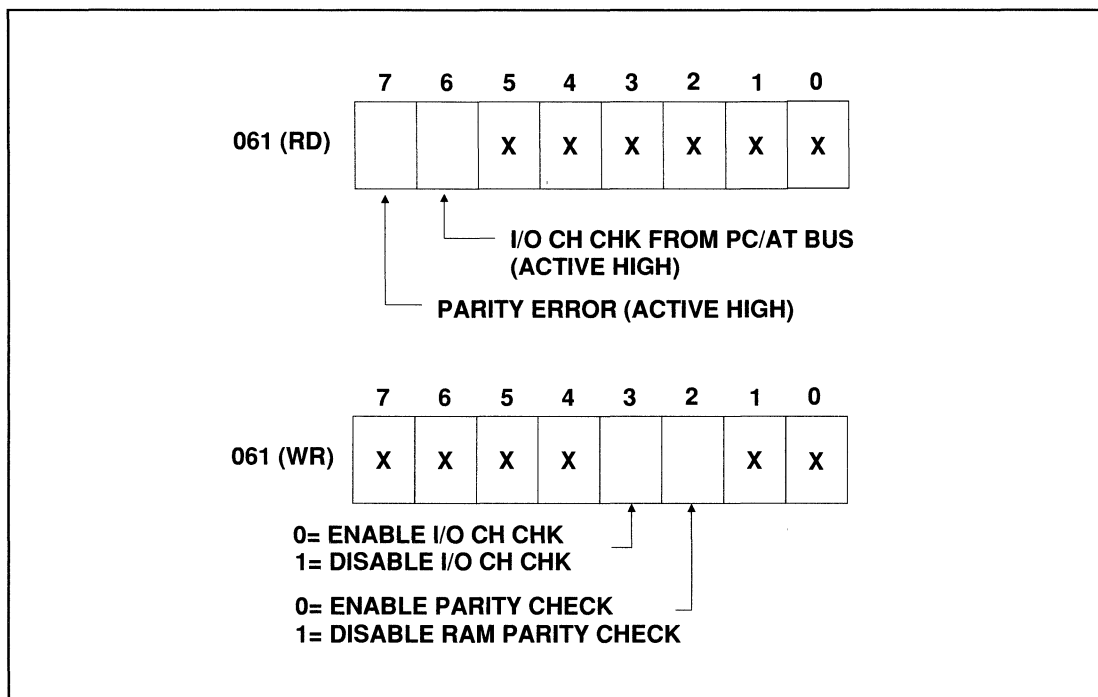 7 6 5 4 3 2 1 0
061 (RD) X X X X X X
I/O CH CHK FROM PC/AT BUS
(ACTIVE HIGH)
PARITY ERROR (ACTIVE HIGH)
7 6 5 4 3 2 1 0
061 (WR) X X X X X X
0= ENABLE I/O CH CHK
1= DISABLE I/O CH CHK
0= ENABLE PARITY CHECK
1= DISABLE RAM PARITY CHECK